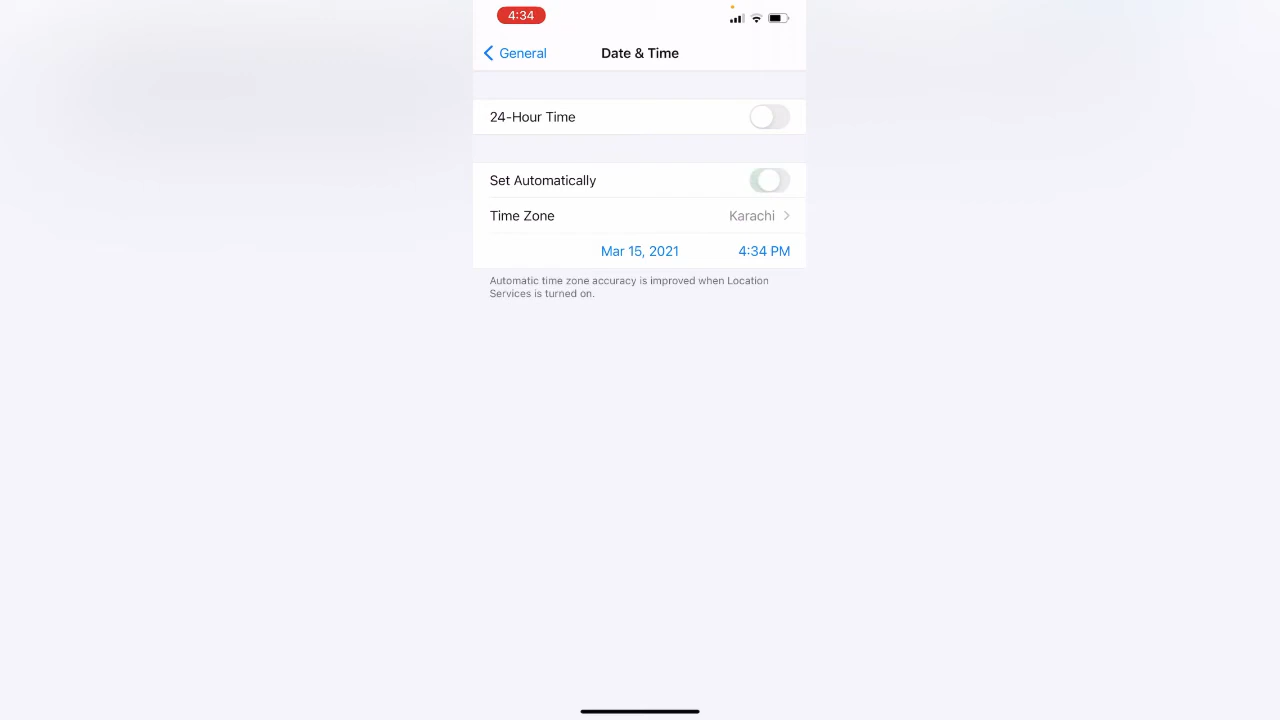 4:34
General
Date & Time
24-Hour Time
Set Automatically
Time Zone Karachi
Mar 15, 2021 4:34 PM
Automatic time zone accuracy is improved when Location
Services is turned on.